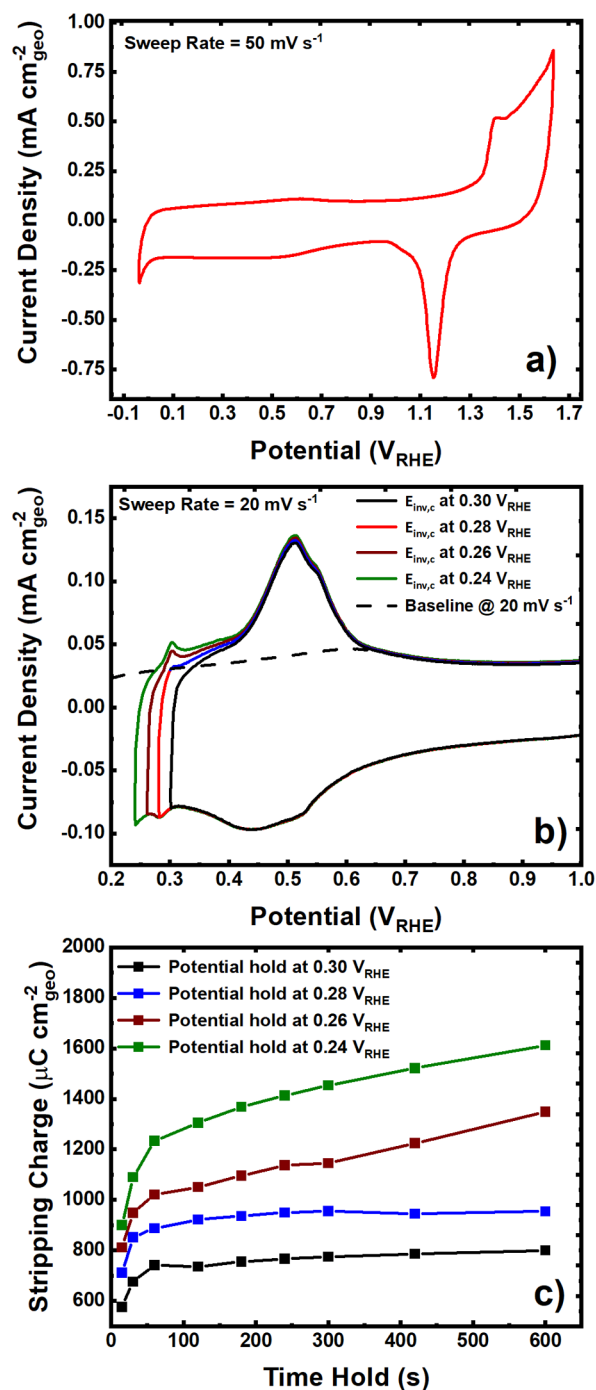 Sweep Rate = 50 mV s⁻¹
1.00
0.75
0.50
0.25
0.00
-0.25
-0.50
-0.75
Current Density (mA cm⁻²geo)
a)
-0.1 0.1 0.3 0.5 0.7 0.9 1.1 1.3 1.5 1.7
Potential (VRHE)
Sweep Rate = 20 mV s⁻¹
Einv,c at 0.30 VRHE
Einv,c at 0.28 VRHE
Einv,c at 0.26 VRHE
Einv,c at 0.24 VRHE
Baseline @ 20 mV s⁻¹
0.15
0.10
0.05
0.00
-0.05
-0.10
Current Density (mA cm⁻²geo)
b)
0.2 0.3 0.4 0.5 0.6 0.7 0.8 0.9 1.0
Potential (VRHE)
Potential hold at 0.30 VRHE
Potential hold at 0.28 VRHE
Potential hold at 0.26 VRHE
Potential hold at 0.24 VRHE
2000
1800
1600
1400
1200
1000
800
600
Stripping Charge (μC cm⁻²geo)
c)
0 100 200 300 400 500 600
Time Hold (s)